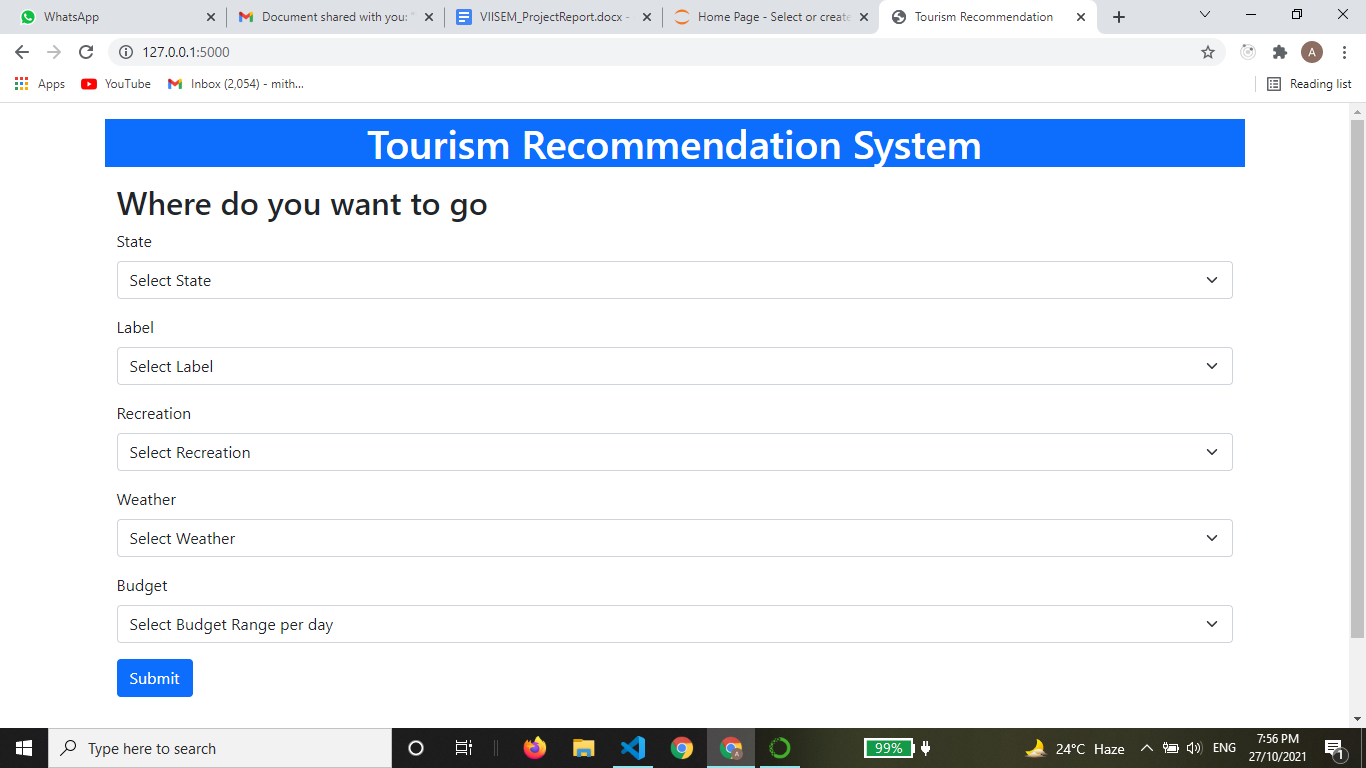 WhatsApp
Document shared with you: "
VIISEM_ProjectReport.docx -
Home Page - Select or create
Tourism Recommendation
127.0.0.1:5000
A
Apps
YouTube
Inbox (2,054) - mith...
Reading list
Tourism Recommendation System
Where do you want to go
State
Select State
Label
Select Label
Recreation
Select Recreation
Weather
Select Weather
Budget
Select Budget Range per day
Submit
Type here to search
99%
24°C Haze
ENG
7:56 PM
27/10/2021
1